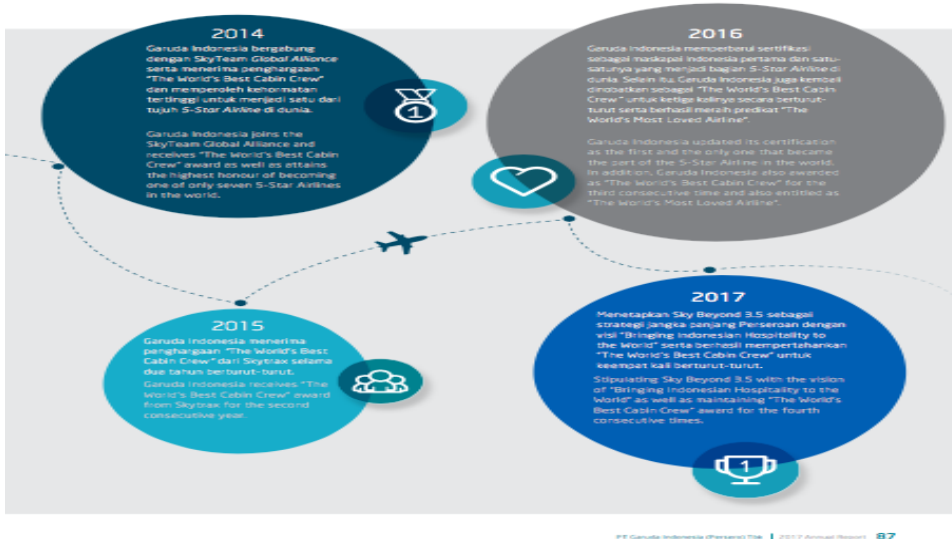 2014
Garuda Indonesia bergabung
dengan SkyTeam Global Alliance
serta menerima penghargaan
"The World's Best Cabin Crew"
dan memperoleh kehormatan
tertinggi untuk menjadi satu dari
tujuh 5-Star Airline di dunia.
Garuda Indonesia joins the
SkyTeam Global Alliance and
receives "The World's Best Cabin
Crew" award as well as attains
the highest honour of becoming
one of only seven 5-Star Airlines
in the world.
1
2016
Garuda Indonesia memperbarui sertifikasi
sebagai maskapai Indonesia pertama dan satu-
satunya yang menjadi bagian 5-Star Airline di
dunia. Selain itu, Garuda Indonesia juga kembali
dinobatkan sebagai "The World's Best Cabin
Crew" untuk ketiga kalinya secara berturut-
turut serta berhasil meraih predikat "The
World's Most Loved Airline".
Garuda Indonesia updated its certification
as the first and the only one that became
the part of the 5-Star Airline in the world.
In addition, Garuda Indonesia also awarded
as "The World's Best Cabin Crew" for the
third consecutive time and also entitled as
"The World's Most Loved Airline".
2015
Garuda Indonesia menerima
penghargaan "The World's Best
Cabin Crew" dari Skytrax selama
dua tahun berturut-turut.
Garuda Indonesia receives "The
World's Best Cabin Crew" award
from Skytrax for the second
consecutive year.
2017
Menetapkan Sky Beyond 3.5 sebagai
strategi jangka panjang Perseroan dengan
visi "Bringing Indonesian Hospitality to
the World" serta berhasil mempertahankan
"The World's Best Cabin Crew" untuk
keempat kali berturut-turut.
Stipulating Sky Beyond 3.5 with the vision
of "Bringing Indonesian Hospitality to the
World" as well as maintaining "The World's
Best Cabin Crew" award for the fourth
consecutive times.
1
PT Garuda Indonesia (Persero) Tbk | 2017 Annual Report 87